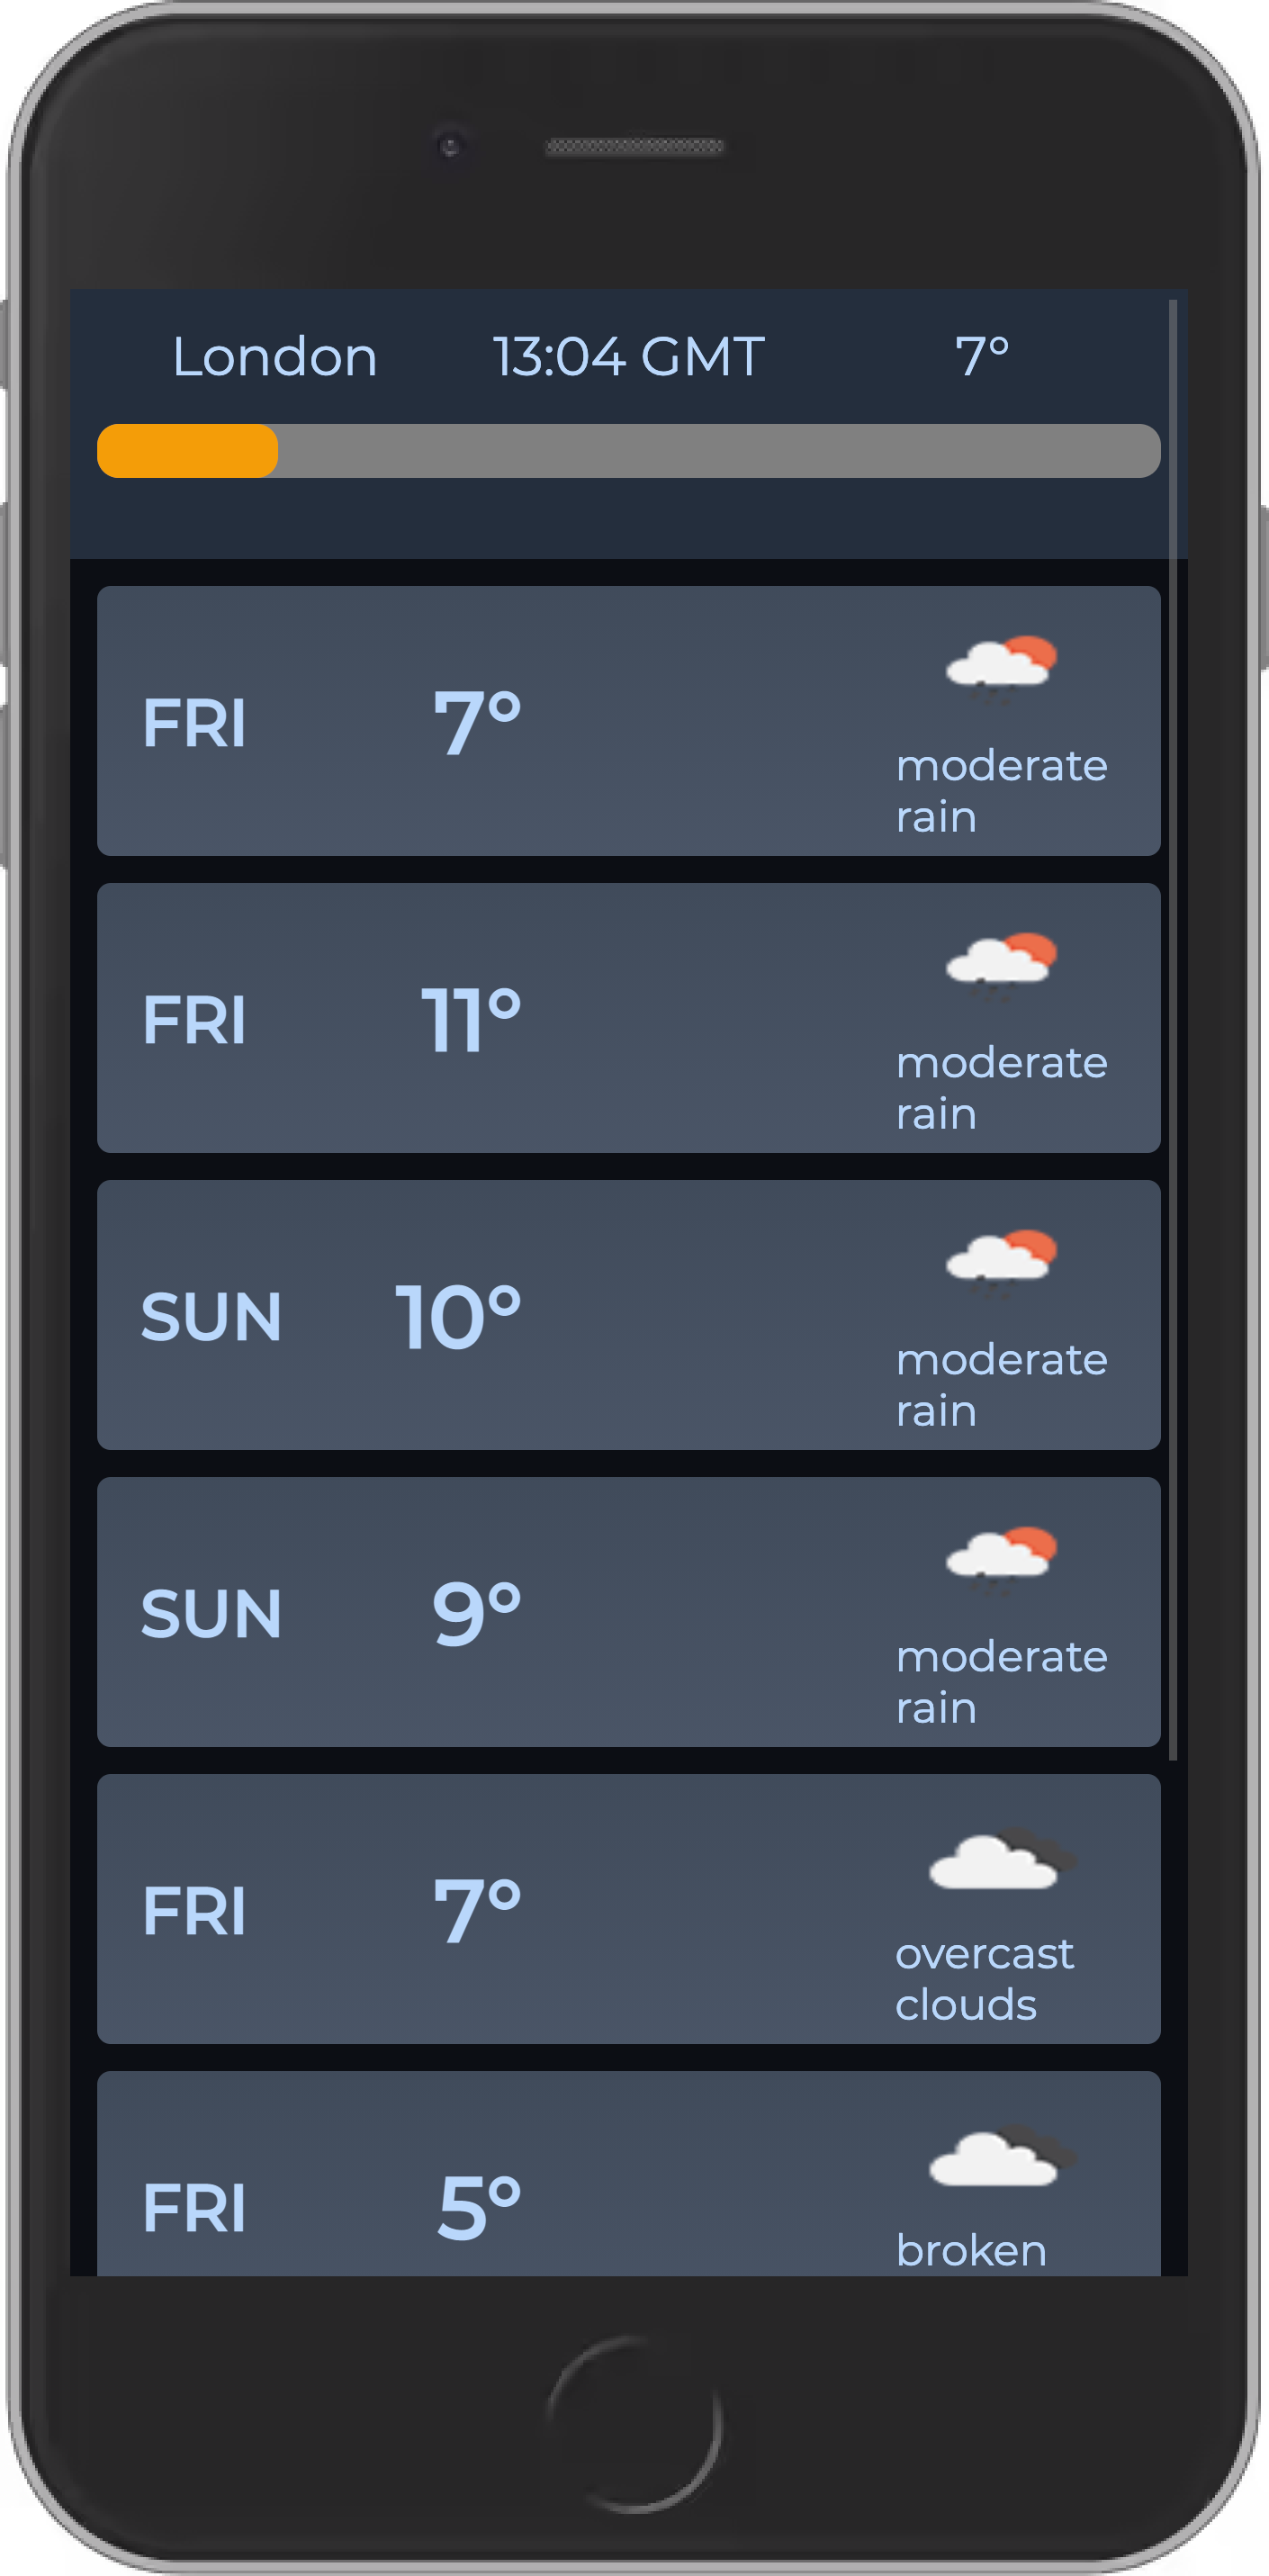 London 13:04 GMT 7°
FRI 7°
moderate
rain
FRI 11°
moderate
rain
SUN 10°
moderate
rain
SUN 9°
moderate
rain
FRI 7°
overcast
clouds
FRI 5°
broken